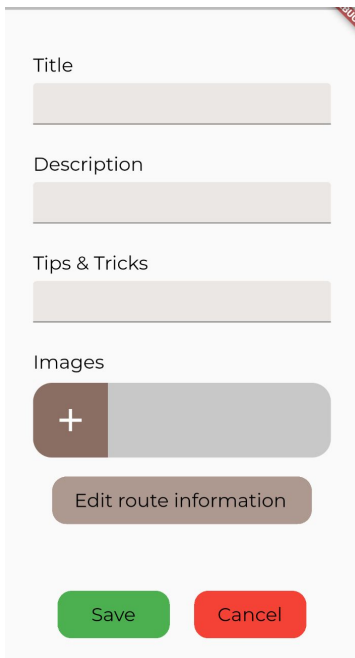 Title
Description
Tips & Tricks
Images
+
Edit route information
Save
Cancel